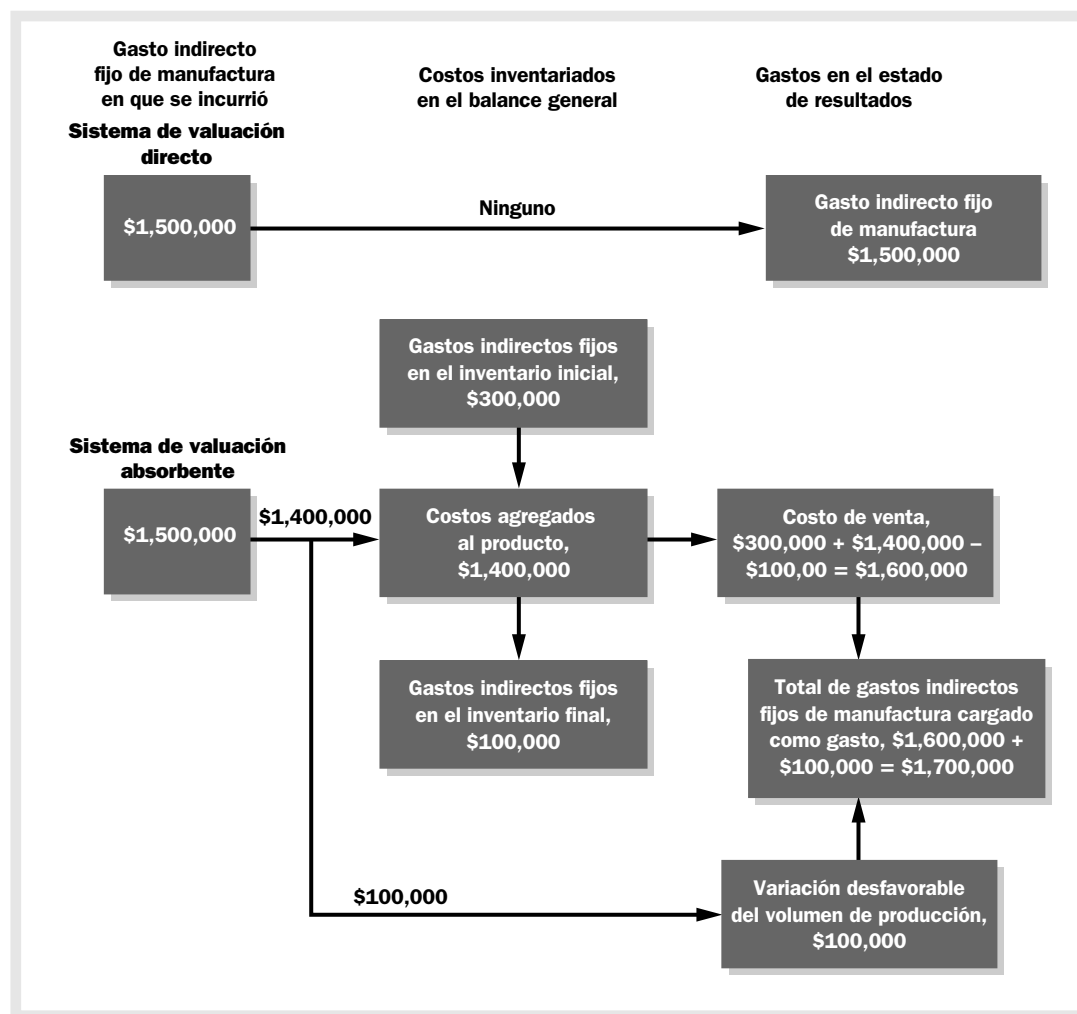 Gasto indirecto
fijo de manufactura
en que se incurrió
Costos inventariados
en el balance general
Gastos en el estado
de resultados
Sistema de valuación
directo
$1,500,000
Ninguno
Gasto indirecto fijo
de manufactura
$1,500,000
Gastos indirectos fijos
en el inventario inicial,
$300,000
Sistema de valuación
absorbente
$1,500,000
$1,400,000
Costos agregados
al producto,
$1,400,000
Costo de venta,
$300,000 + $1,400,000 –
$100,00 = $1,600,000
Gastos indirectos fijos
en el inventario final,
$100,000
Total de gastos indirectos
fijos de manufactura cargado
como gasto, $1,600,000 +
$100,000 = $1,700,000
$100,000
Variación desfavorable
del volumen de producción,
$100,000